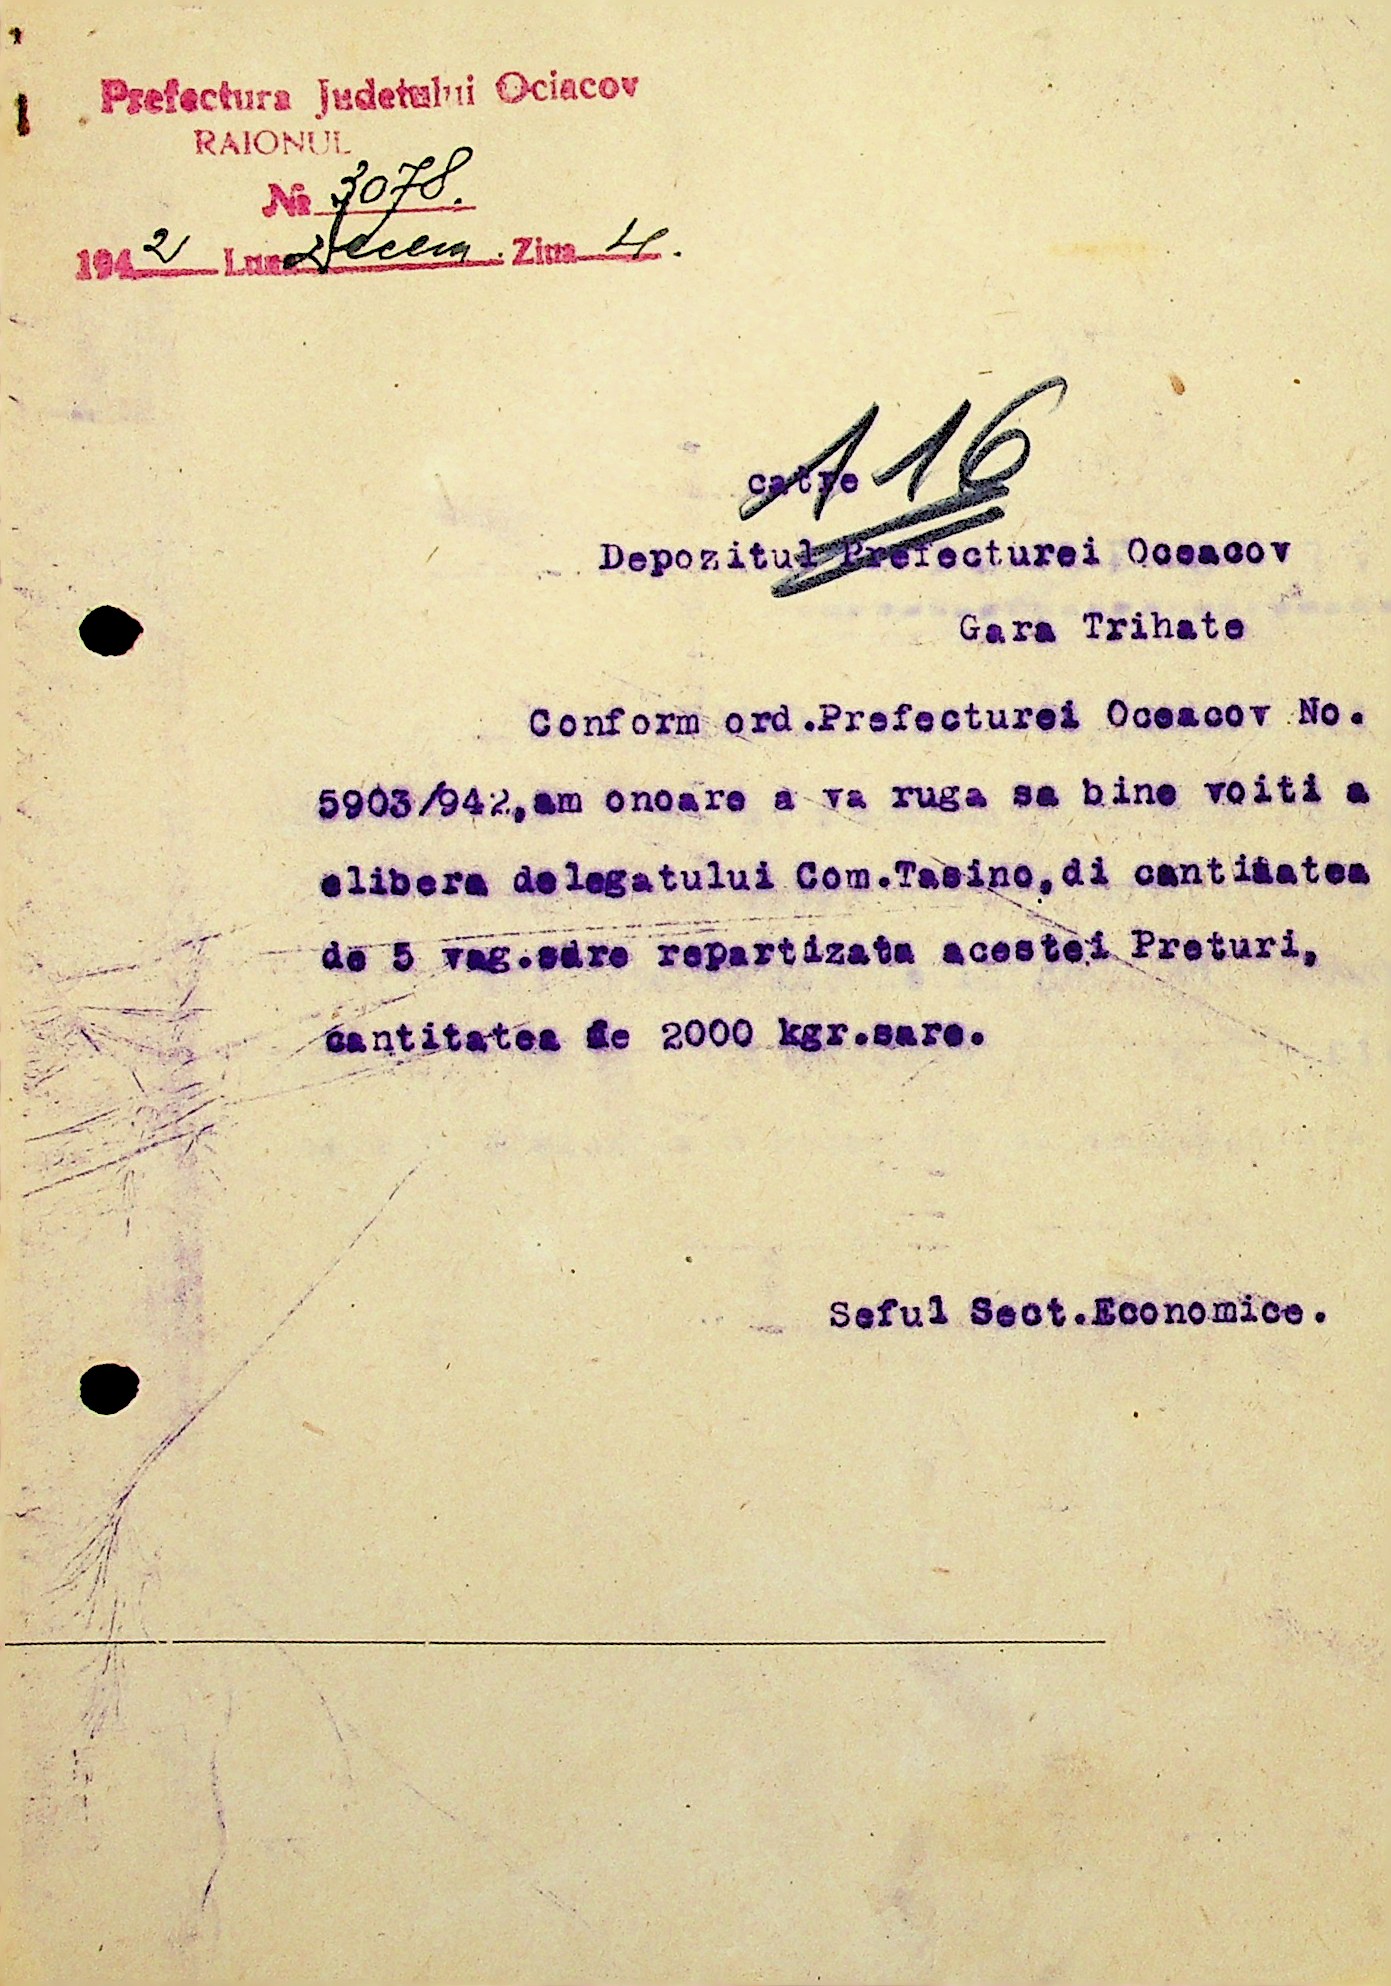 Prefectura Judetului Ociacov
RAIONUL
№ 3078.
1942 Luna Decem. Ziua 4.
116
catre
Depozitul Prefecturei Oceacov
Gara Trihate
Conform ord.Prefecturei Oceacov No.
5903/942,am onoare a va ruga sa bine voiti a
elibera delegatului Com.Tasino,di cantitatea
de 5 vag.sare repartizata acestei Preturi,
cantitatea de 2000 kgr.sare.
Seful Sect.Economice.